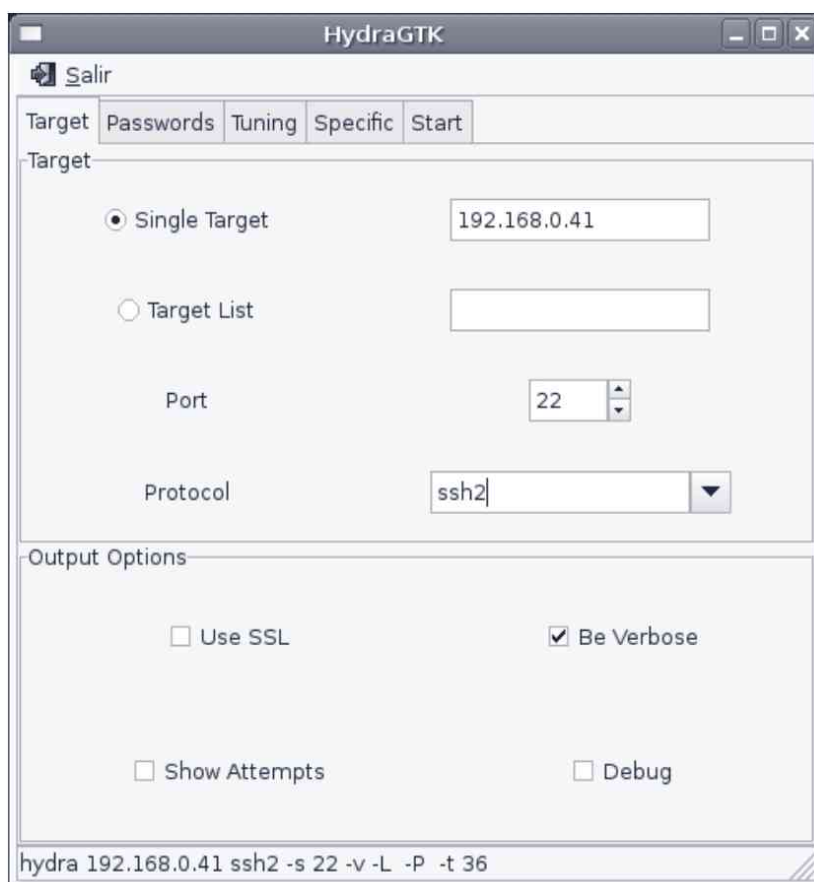 HydraGTK
Salir
Target Passwords Tuning Specific Start
Target
Single Target 192.168.0.41
Target List
Port 22
Protocol ssh2
Output Options
Use SSL Be Verbose
Show Attempts Debug
hydra 192.168.0.41 ssh2 -s 22 -v -L -P -t 36